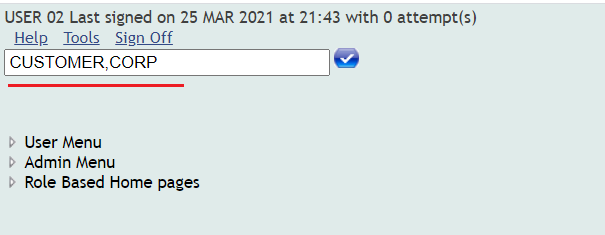 USER 02 Last signed on 25 MAR 2021 at 21:43 with 0 attempt(s)
Help Tools Sign Off
CUSTOMER,CORP
User Menu
Admin Menu
Role Based Home pages